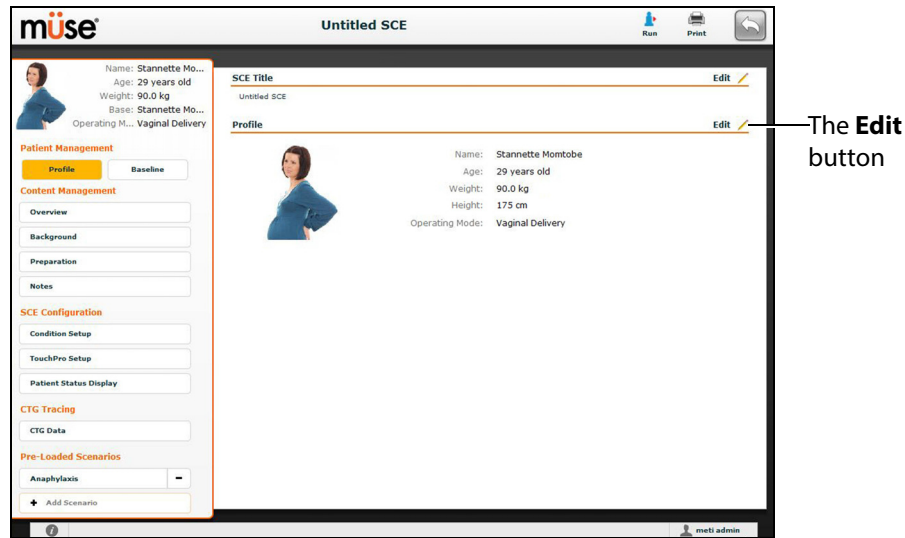 müse
Untitled SCE
Run
Print
Name: Stannette Mo...
Age: 29 years old
Weight: 90.0 kg
Base: Stannette Mo...
Operating M... Vaginal Delivery
Patient Management
Profile Baseline
Content Management
Overview
Background
Preparation
Notes
SCE Configuration
Condition Setup
TouchPro Setup
Patient Status Display
CTG Tracing
CTG Data
Pre-Loaded Scenarios
Anaphylaxis -
+ Add Scenario
SCE Title Edit
Untitled SCE
Profile Edit
Name: Stannette Momtobe
Age: 29 years old
Weight: 90.0 kg
Height: 175 cm
Operating Mode: Vaginal Delivery
The Edit
button
i
meti admin